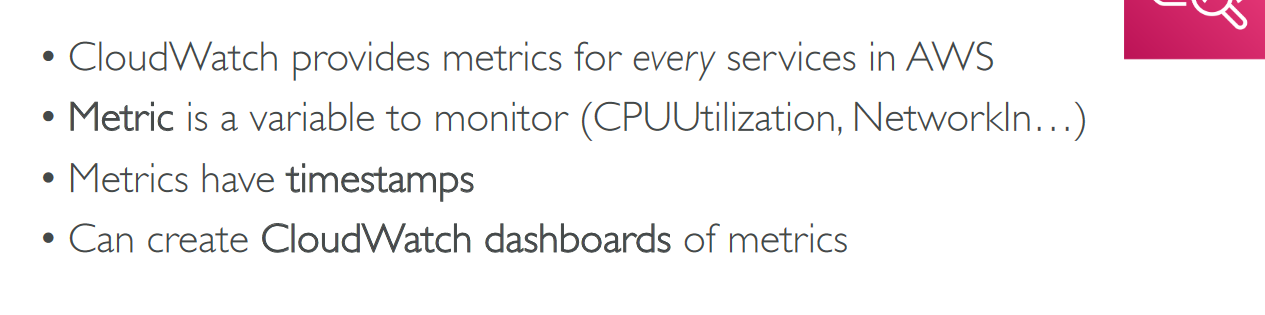 • CloudWatch provides metrics for every services in AWS
• Metric is a variable to monitor (CPUUtilization, NetworkIn…)
• Metrics have timestamps
• Can create CloudWatch dashboards of metrics